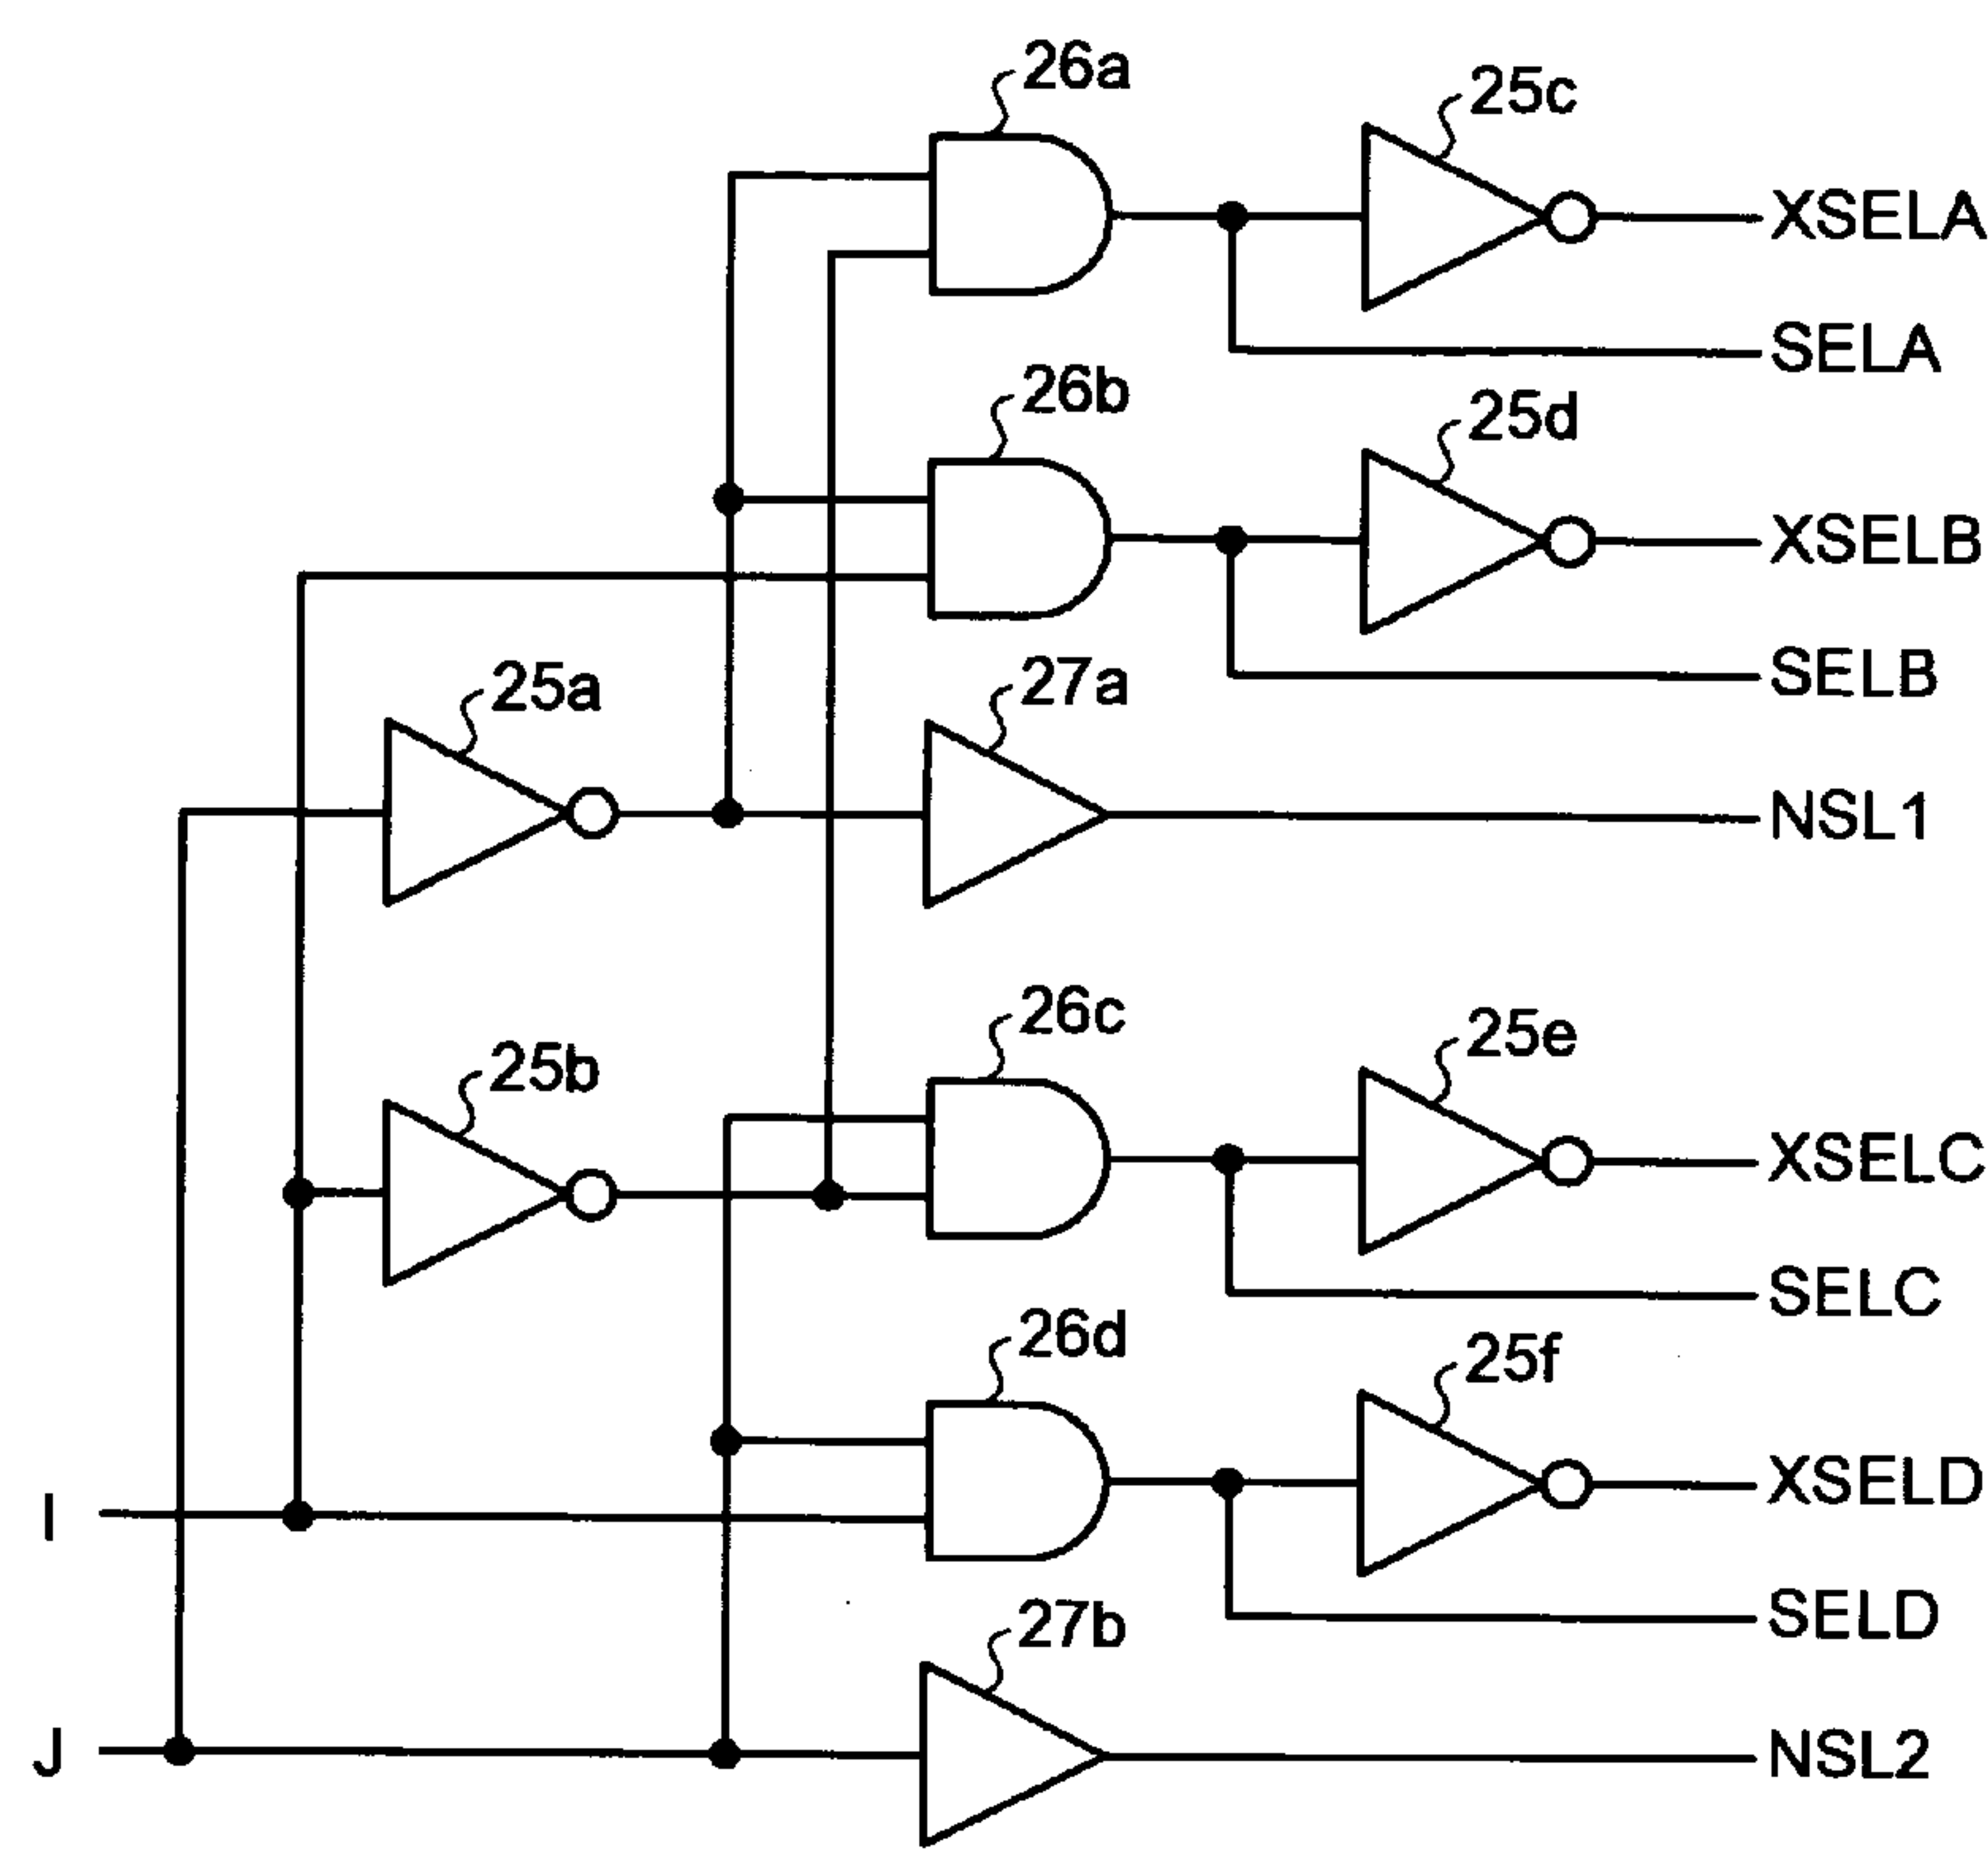 26a
25c
XSELA
SELA
26b
25d
XSELB
SELB
25a
27a
NSL1
26c
25e
25b
XSELC
SELC
26d
25f
XSELD
I
SELD
27b
J
NSL2